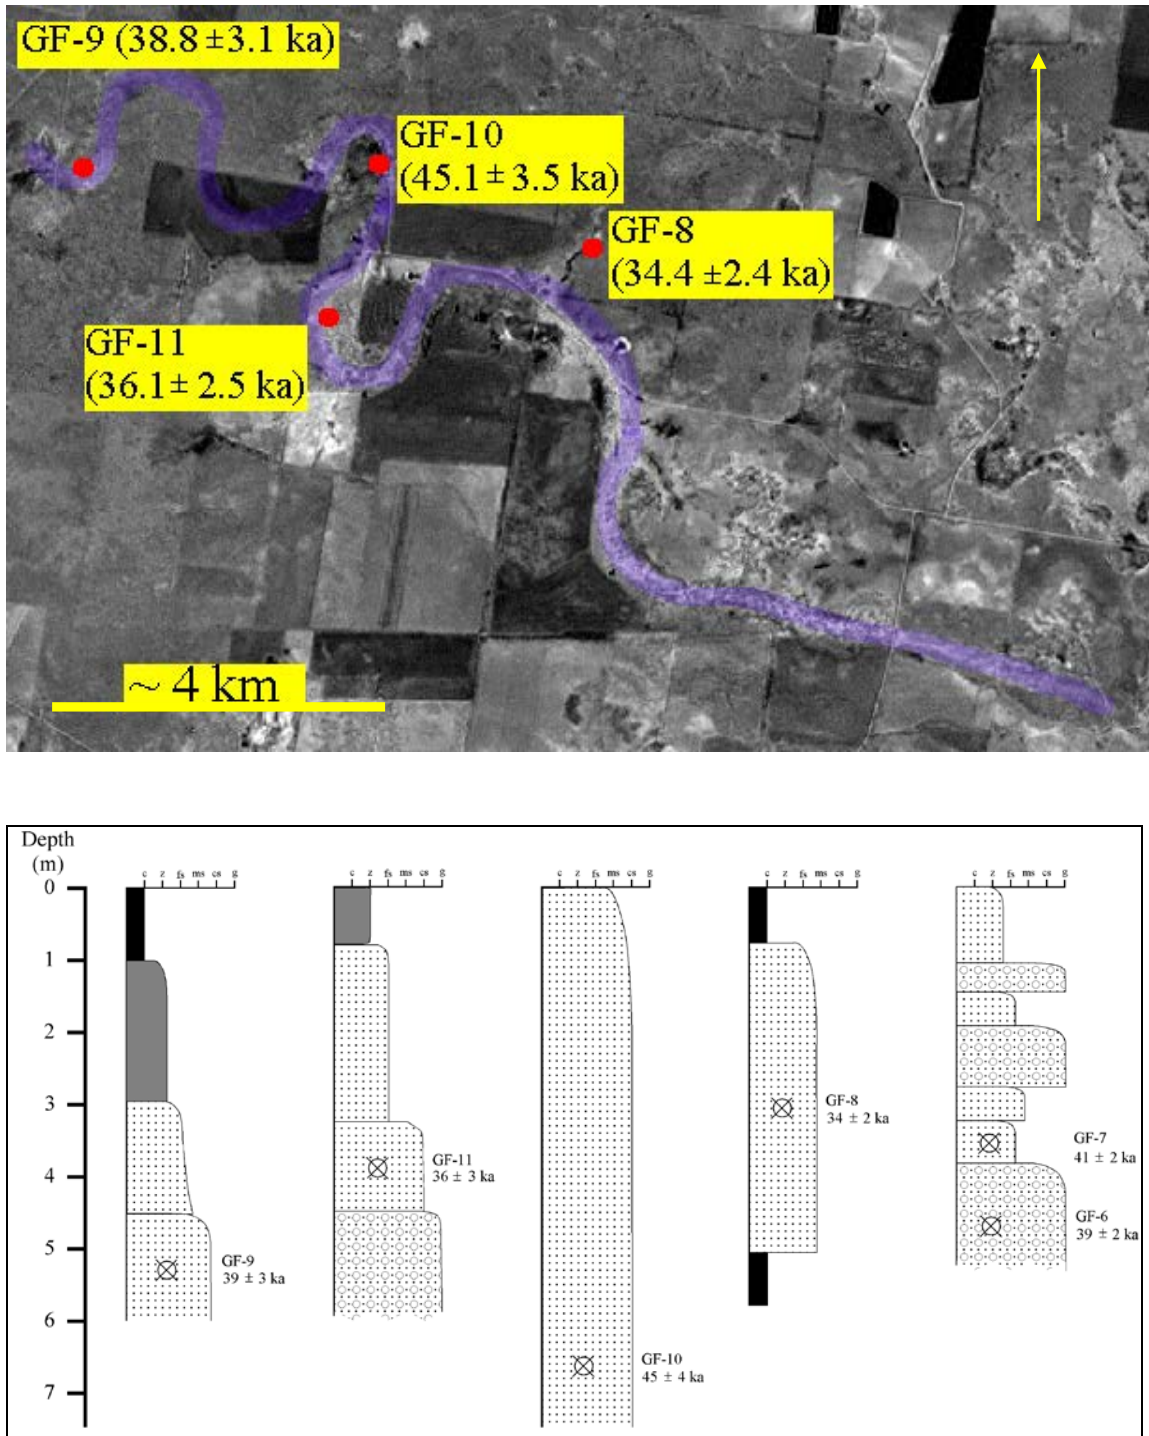 GF-9 (38.8 ±3.1 ka)
GF-10
(45.1 ± 3.5 ka)
GF-8
(34.4 ±2.4 ka)
GF-11
(36.1± 2.5 ka)
~ 4 km
Depth
(m)
c z fs ms cs g
c z fs ms cs g
c z fs ms cs g
c z fs ms cs g
c z fs ms cs g
0
1
2
3
4
5
6
7
GF-9
39 ± 3 ka
GF-11
36 ± 3 ka
GF-10
45 ± 4 ka
GF-8
34 ± 2 ka
GF-7
41 ± 2 ka
GF-6
39 ± 2 ka